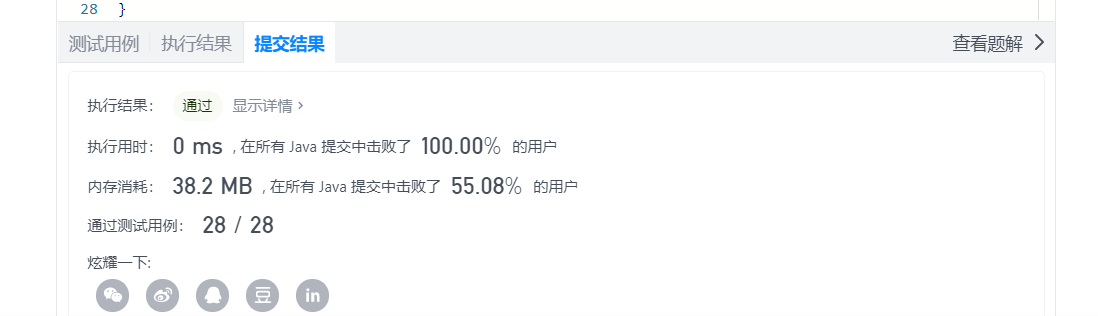 28 }
测试用例 执行结果 提交结果 查看题解
执行结果： 通过 显示详情 ›
执行用时： 0 ms , 在所有 Java 提交中击败了 100.00% 的用户
内存消耗： 38.2 MB , 在所有 Java 提交中击败了 55.08% 的用户
通过测试用例： 28 / 28
炫耀一下:
豆 in